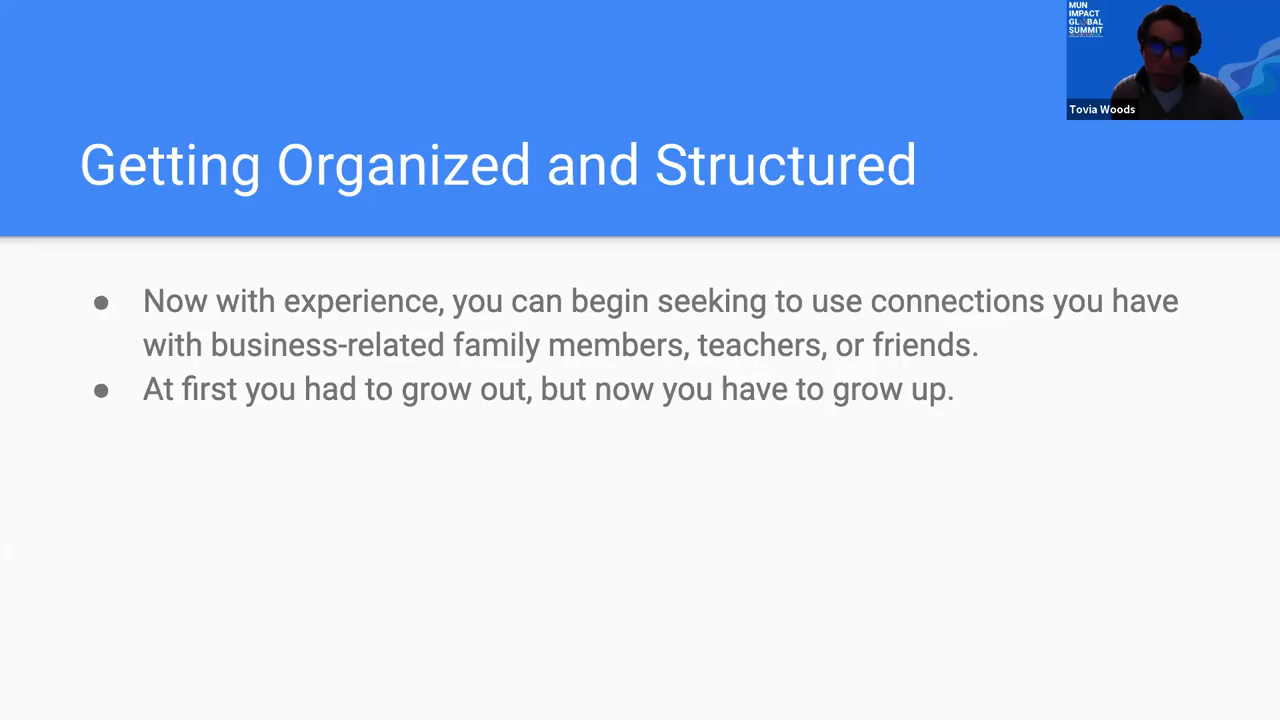 MUN
IMPACT
GLOBAL
SUMMIT
Tovia Woods
Getting Organized and Structured
● Now with experience, you can begin seeking to use connections you have
with business-related family members, teachers, or friends.
● At first you had to grow out, but now you have to grow up.